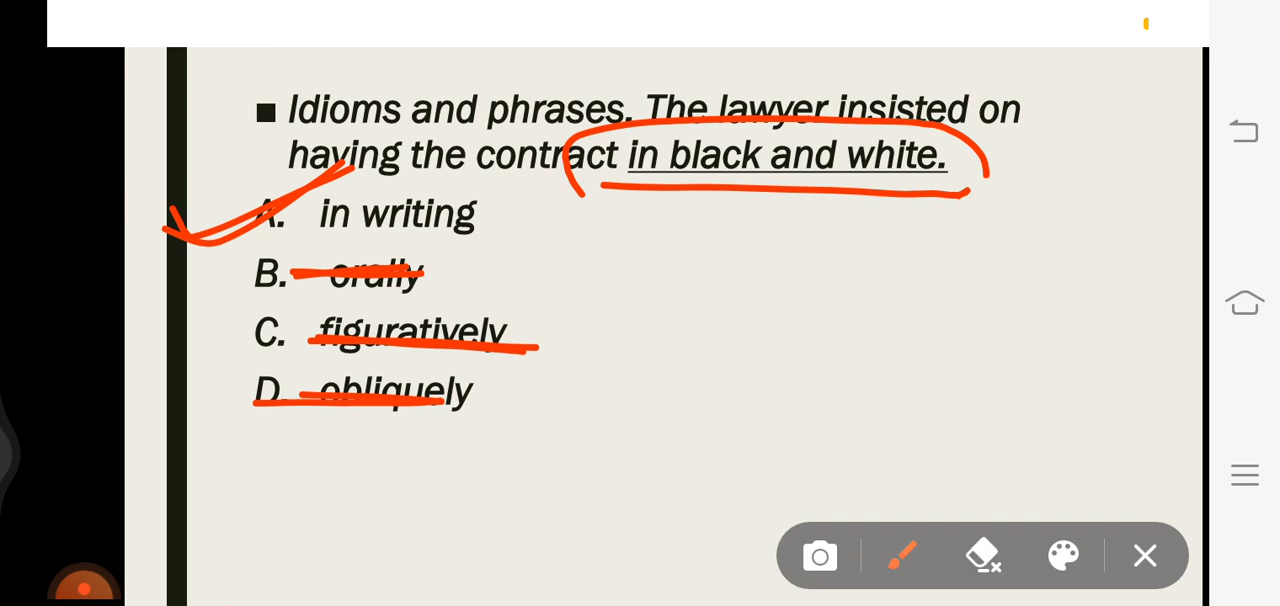 ■ Idioms and phrases. The lawyer insisted on
having the contract in black and white.
A. in writing
B. orally
C. figuratively
D. obliquely